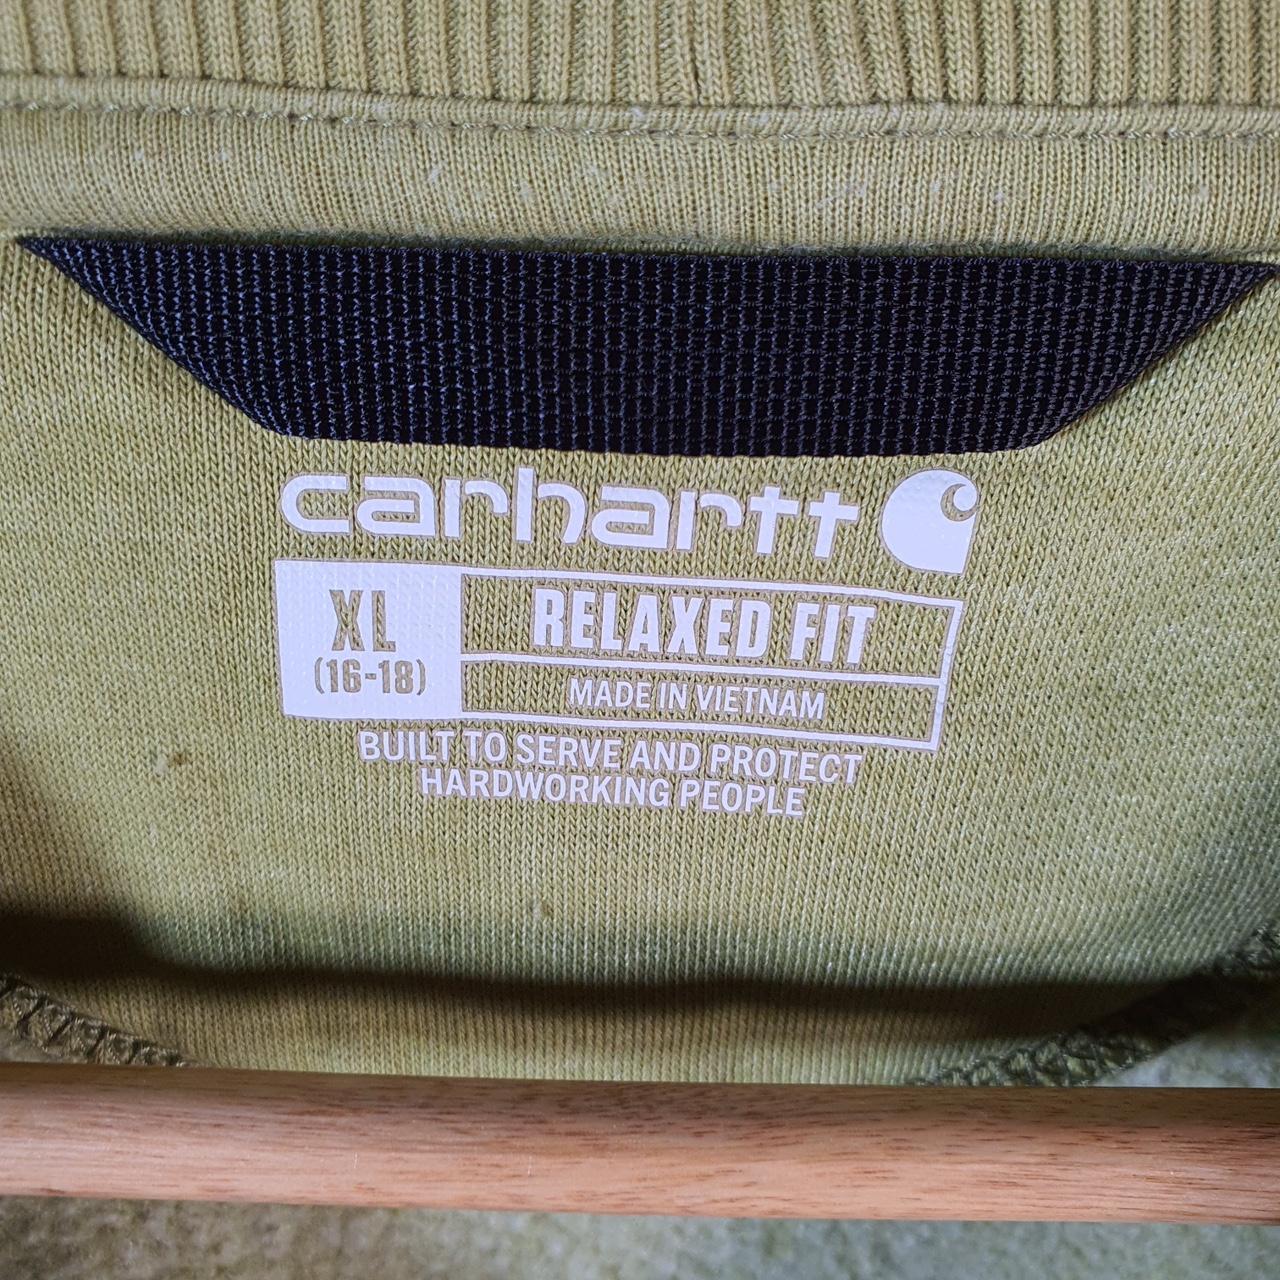 carhartt
XL
(16-18)
RELAXED FIT
MADE IN VIETNAM
BUILT TO SERVE AND PROTECT
HARDWORKING PEOPLE